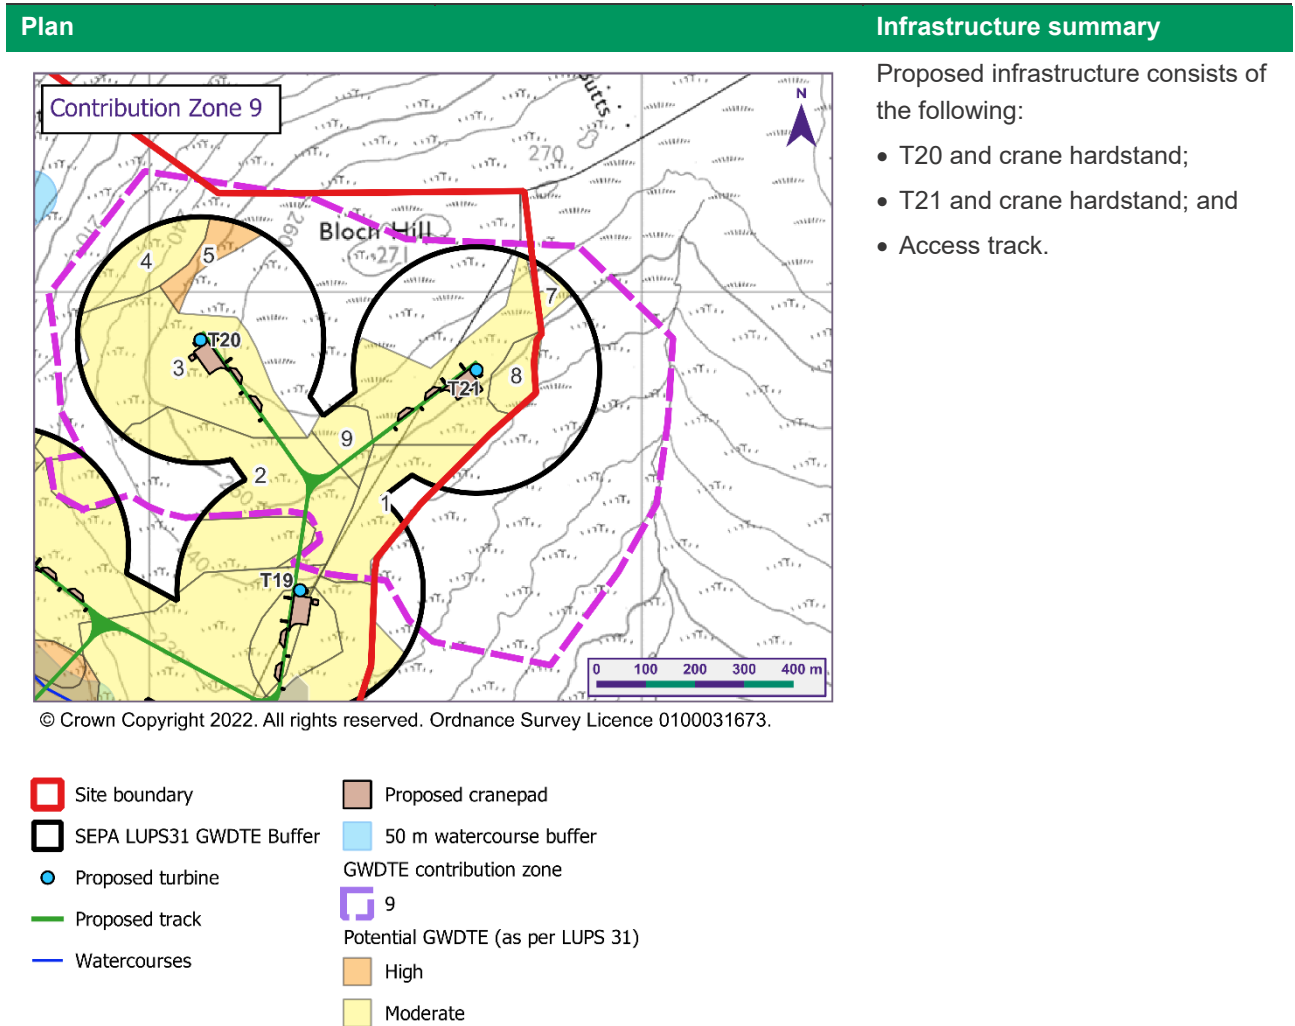 Plan
Infrastructure summary
Contribution Zone 9
N
Butts
270
260
240
Bloch Hill
271
4
5
7
T20
3
T21
8
9
2
1
T19
230
0 100 200 300 400 m
© Crown Copyright 2022. All rights reserved. Ordnance Survey Licence 0100031673.
Proposed infrastructure consists of
the following:
• T20 and crane hardstand;
• T21 and crane hardstand; and
• Access track.
Site boundary
SEPA LUPS31 GWDTE Buffer
Proposed turbine
Proposed track
Watercourses
Proposed cranepad
50 m watercourse buffer
GWDTE contribution zone
9
Potential GWDTE (as per LUPS 31)
High
Moderate